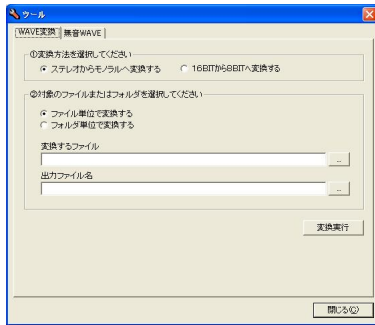 ツール
WAVE変換 無音WAVE
①変換方法を選択してください
ステレオからモノラルへ変換する 16BITから8BITへ変換する
②対象のファイルまたはフォルダを選択してください
ファイル単位で変換する
フォルダ単位で変換する
変換するファイル
...
出力ファイル名
...
変換実行
閉じる(C)